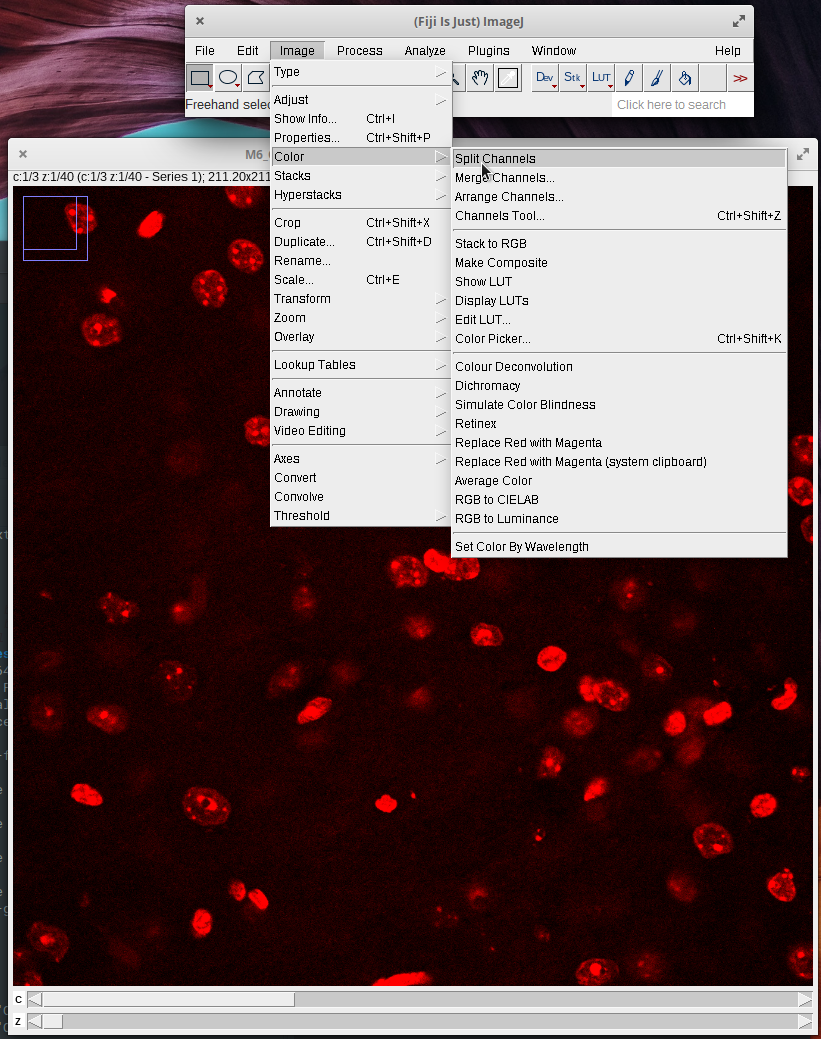 (Fiji Is Just) ImageJ
File Edit Image Process Analyze Plugins Window Help
Dev Stk LUT >>
Freehand selec
Click here to search
Type
Adjust
Show Info... Ctrl+I
Properties... Ctrl+Shift+P
Color
Stacks
Hyperstacks
Crop Ctrl+Shift+X
Duplicate... Ctrl+Shift+D
Rename...
Scale... Ctrl+E
Transform
Zoom
Overlay
Lookup Tables
Annotate
Drawing
Video Editing
Axes
Convert
Convolve
Threshold
Split Channels
Merge Channels...
Arrange Channels...
Channels Tool... Ctrl+Shift+Z
Stack to RGB
Make Composite
Show LUT
Display LUTs
Edit LUT...
Color Picker... Ctrl+Shift+K
Colour Deconvolution
Dichromacy
Simulate Color Blindness
Retinex
Replace Red with Magenta
Replace Red with Magenta (system clipboard)
Average Color
RGB to CIELAB
RGB to Luminance
Set Color By Wavelength
M6_
c:1/3 z:1/40 (c:1/3 z:1/40 - Series 1); 211.20x211
C
Z